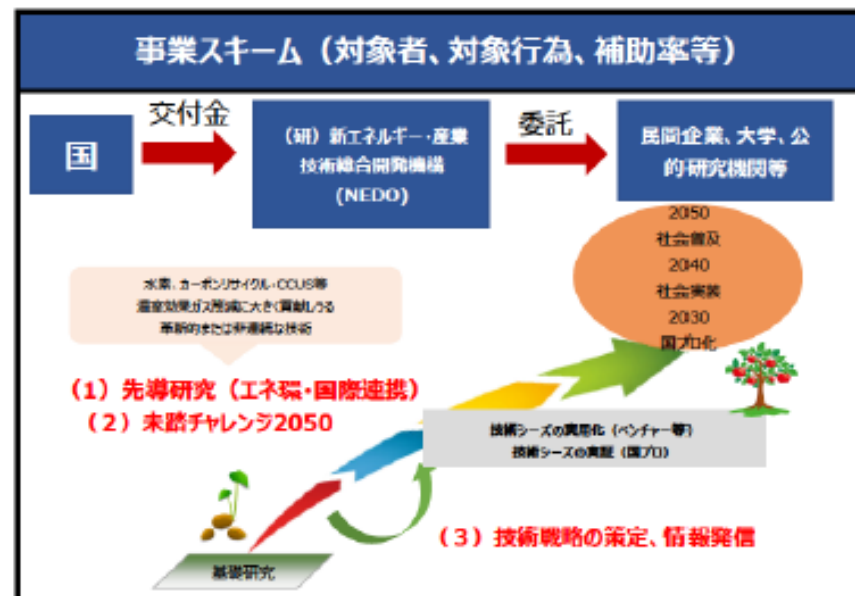 事業スキーム（対象者、対象行為、補助率等）
交付金
委託
国
（研）新エネルギー・産業
技術総合開発機構
（NEDO）
民間企業、大学、公
的研究機関等
2050
社会普及
2040
社会実装
2030
国プロ化
水素、カーボンリサイクル・CCUS等
温室効果ガス削減に大きく貢献しうる
革新的または非連続な技術
（1）先導研究（エネ環・国際連携）
（2）未踏チャレンジ2050
技術シーズの実用化（ベンチャー等）
技術シーズの実証（国プロ）
（3）技術戦略の策定、情報発信
基礎研究